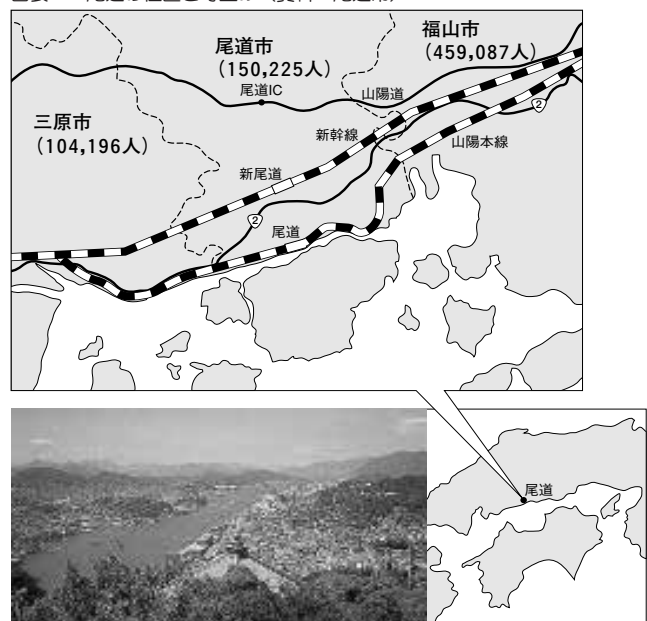 尾道市
(150,225人)
尾道IC
福山市
(459,087人)
山陽道
2
三原市
(104,196人)
新幹線
山陽本線
新尾道
2
尾道
尾道